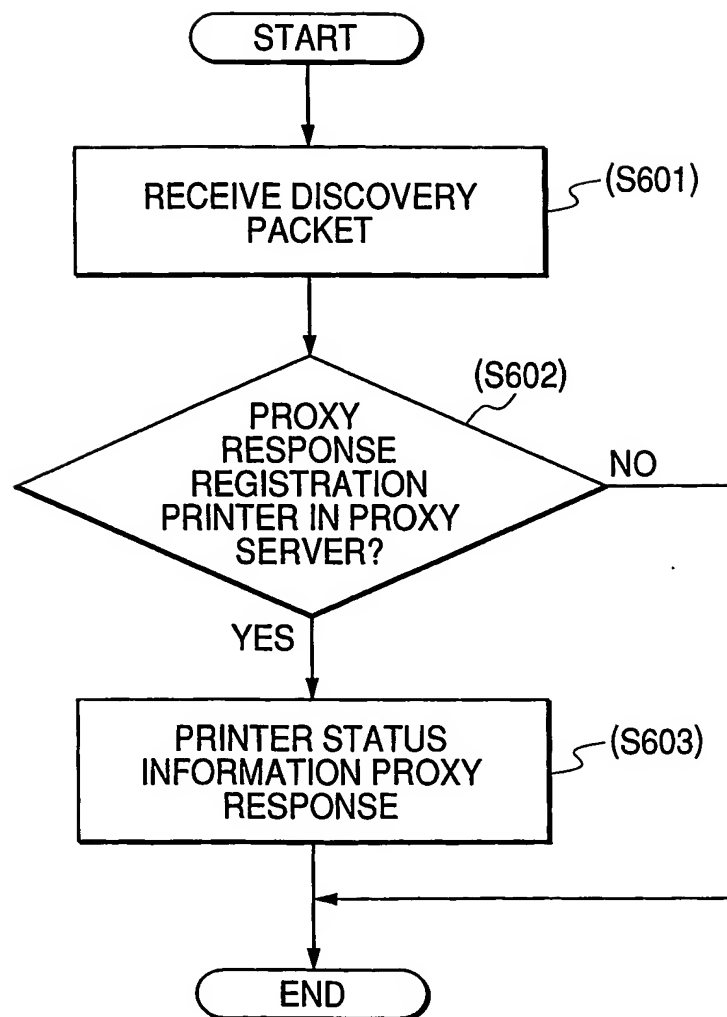 START
RECEIVE DISCOVERY
PACKET
(S601)
(S602)
PROXY
RESPONSE
REGISTRATION
PRINTER IN PROXY
SERVER?
NO
YES
PRINTER STATUS
INFORMATION PROXY
RESPONSE
(S603)
END